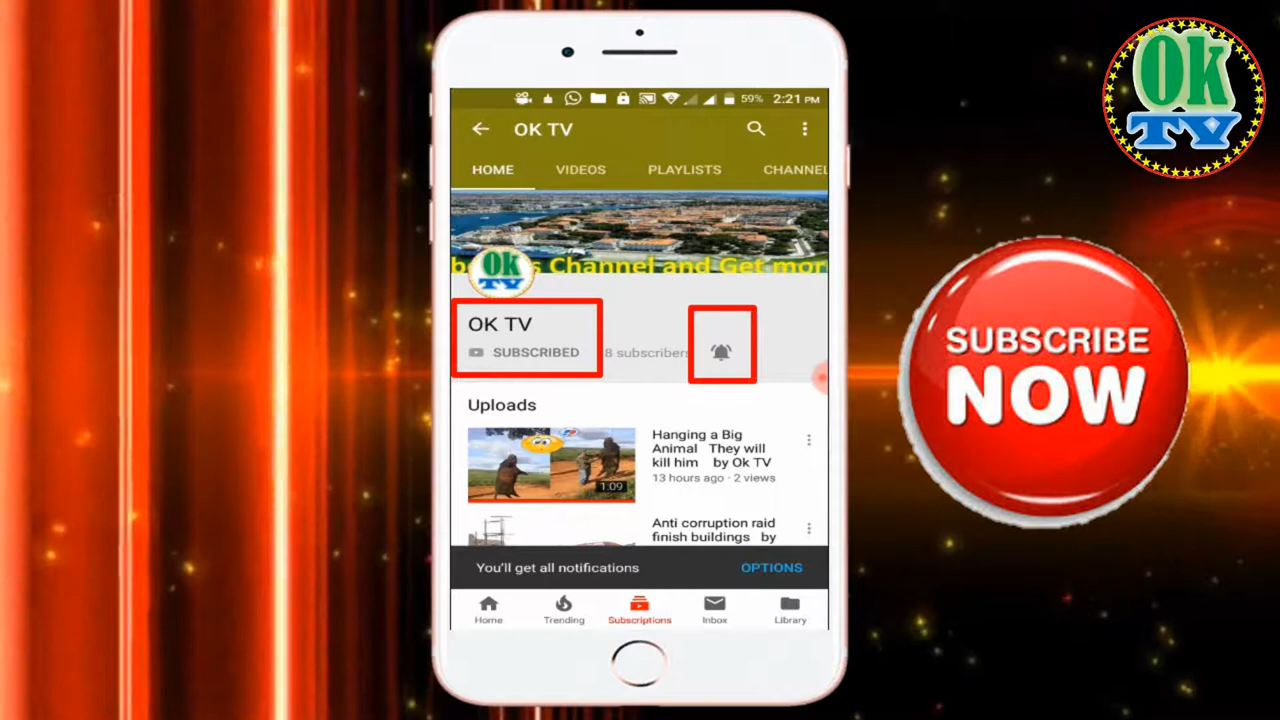 Ok
TV
59% 2:21 PM
OK TV
HOME VIDEOS PLAYLISTS CHANNEL
Ok
TV
s Channel and Get mor
OK TV
SUBSCRIBED 8 subscribers
Uploads
Hanging a Big
Animal They will
kill him by Ok TV
13 hours ago · 2 views
1:09
Anti corruption raid
finish buildings by
You'll get all notifications OPTIONS
Home Trending Subscriptions Inbox Library
SUBSCRIBE
NOW